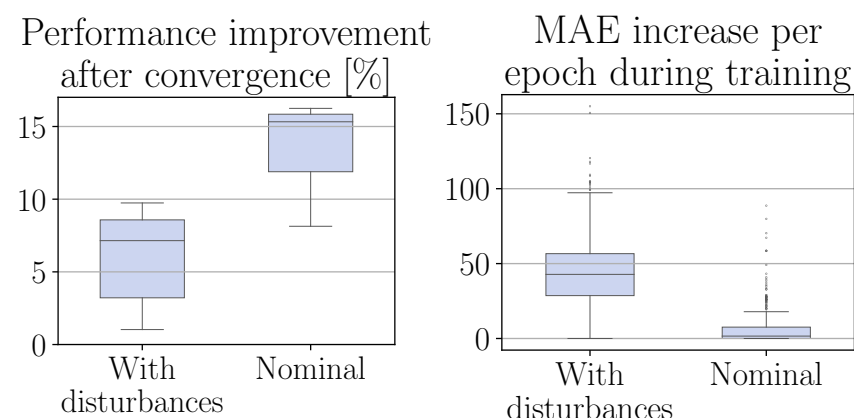 Performance improvement
after convergence [%]
15
10
5
0
With
disturbances
Nominal
MAE increase per
epoch during training
150
100
50
0
With
disturbances
Nominal